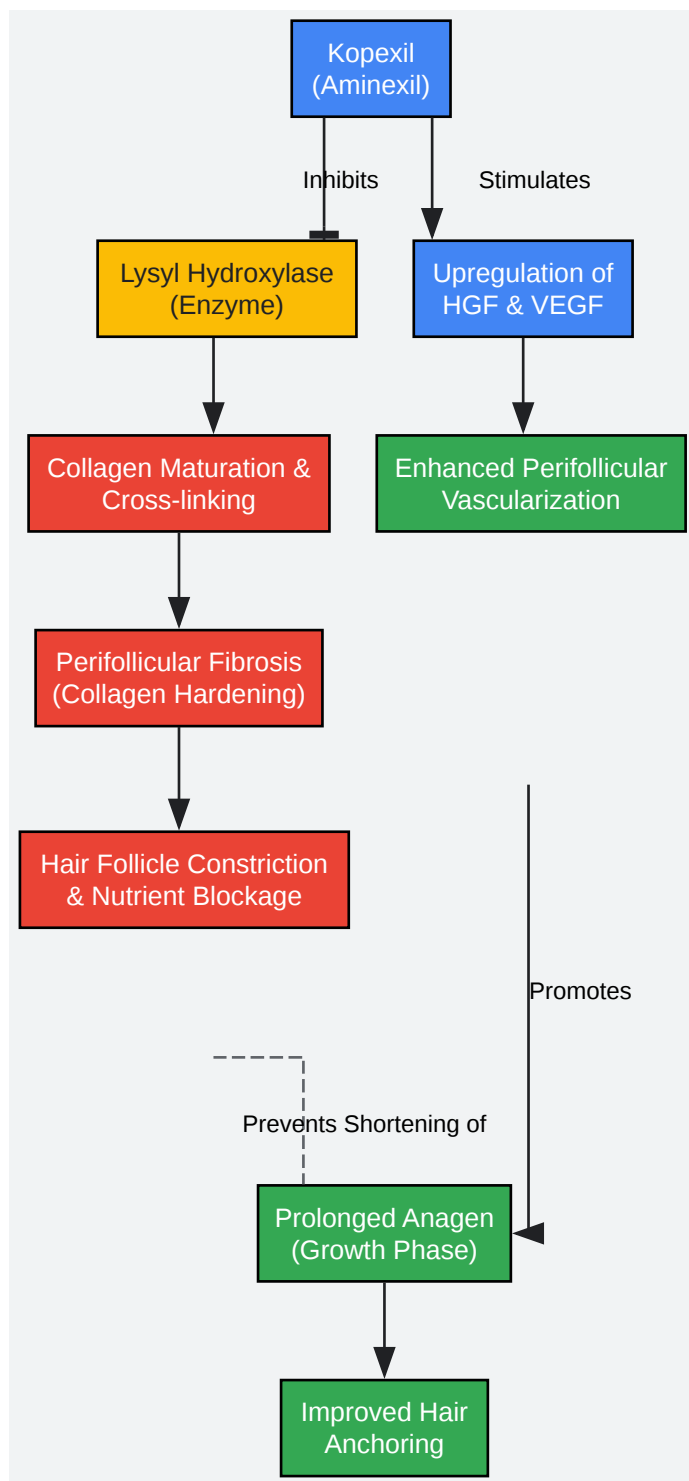 Kopexil
(Aminexil)
Inhibits
Stimulates
Lysyl Hydroxylase
(Enzyme)
Upregulation of
HGF & VEGF
Collagen Maturation &
Cross-linking
Enhanced Perifollicular
Vascularization
Perifollicular Fibrosis
(Collagen Hardening)
Hair Follicle Constriction
& Nutrient Blockage
Promotes
Prevents Shortening of
Prolonged Anagen
(Growth Phase)
Improved Hair
Anchoring